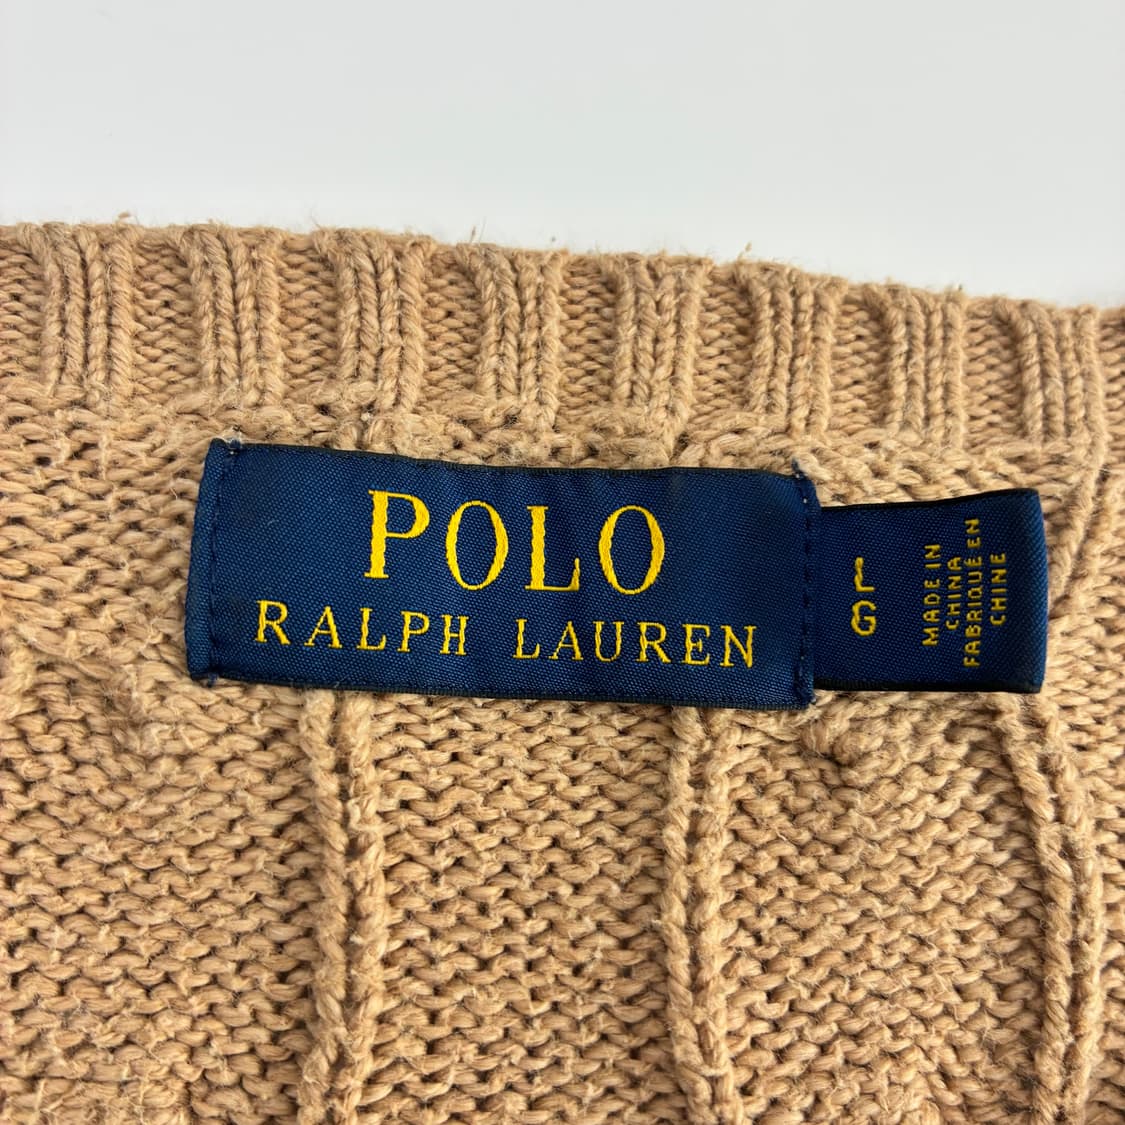 POLO
RALPH LAUREN
L
G
MADE IN
CHINA
FABRIQUÉ EN
CHINE